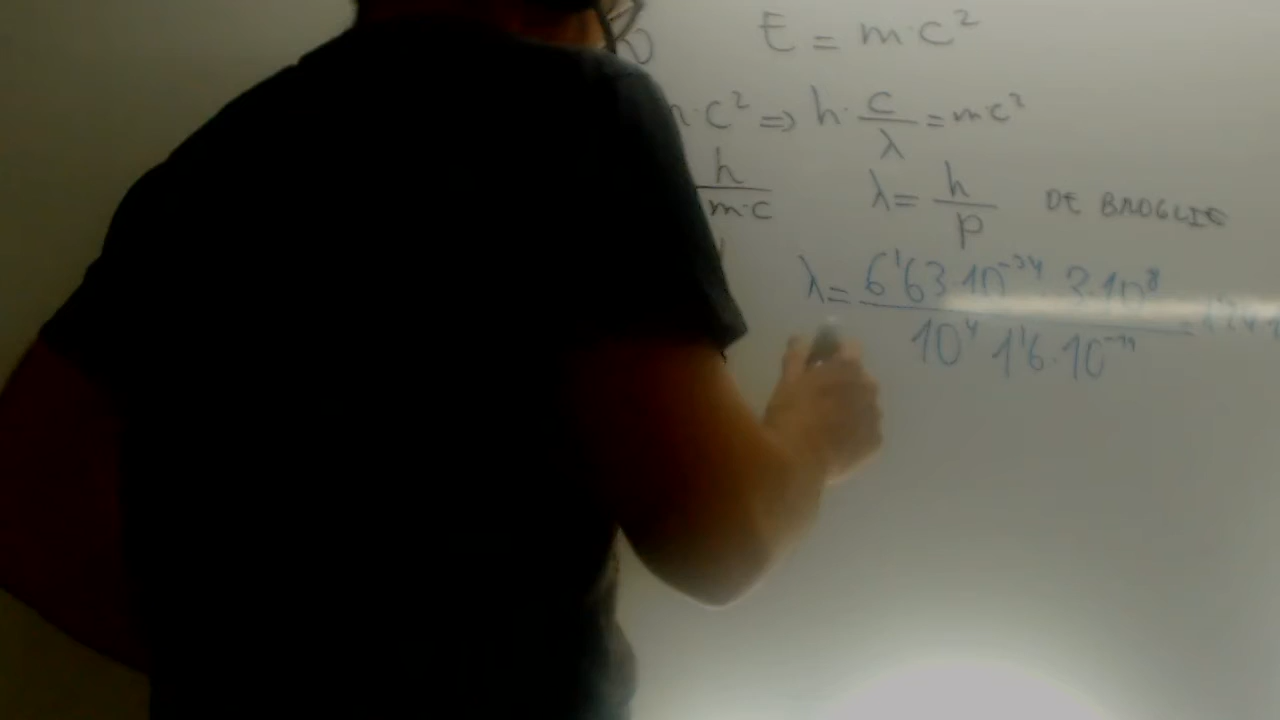 E = m·c²
·c² ⇒ h· c/λ = m·c²
h/m·c λ = h/p DE BROGLIE
λ = 6'63·10⁻³⁴ 3·10⁸ / 10⁴ 1'6·10⁻¹⁹ =